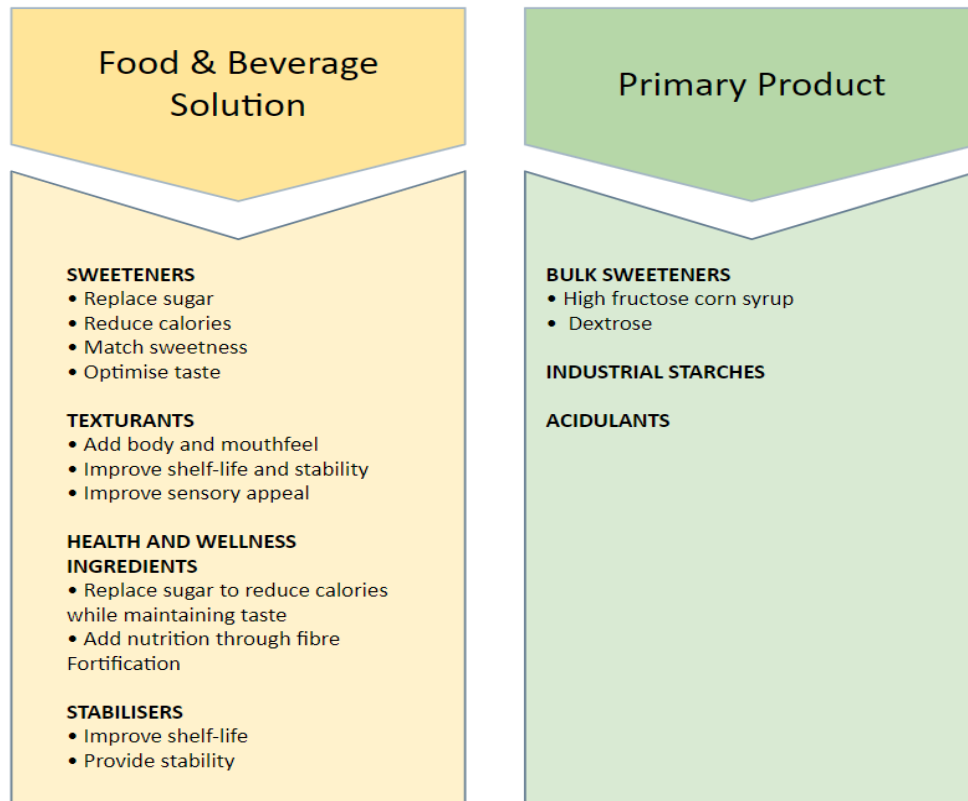 Food & Beverage
Solution
SWEETENERS
• Replace sugar
• Reduce calories
• Match sweetness
• Optimise taste
TEXTURANTS
• Add body and mouthfeel
• Improve shelf-life and stability
• Improve sensory appeal
HEALTH AND WELLNESS
INGREDIENTS
• Replace sugar to reduce calories
while maintaining taste
• Add nutrition through fibre
Fortification
STABILISERS
• Improve shelf-life
• Provide stability
Primary Product
BULK SWEETENERS
• High fructose corn syrup
• Dextrose
INDUSTRIAL STARCHES
ACIDULANTS